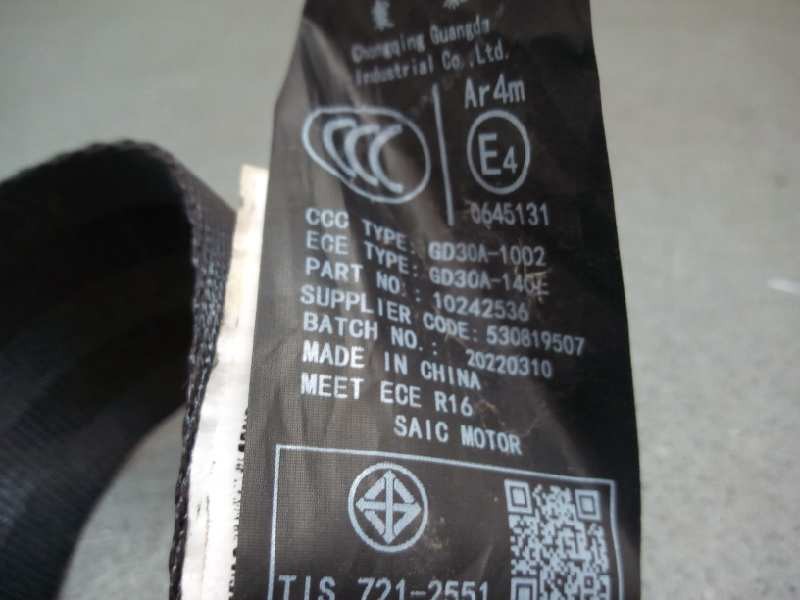 Chongqing Guangda
Industrial Co.,Ltd.
CCC
Ar4m
E4
0645131
CCC TYPE: GD30A-1002
ECE TYPE: GD30A-140E
PART NO.: 10242536
SUPPLIER CODE: 530819507
BATCH NO.: 20220310
MADE IN CHINA
MEET ECE R16
SAIC MOTOR
TIS 721-2551